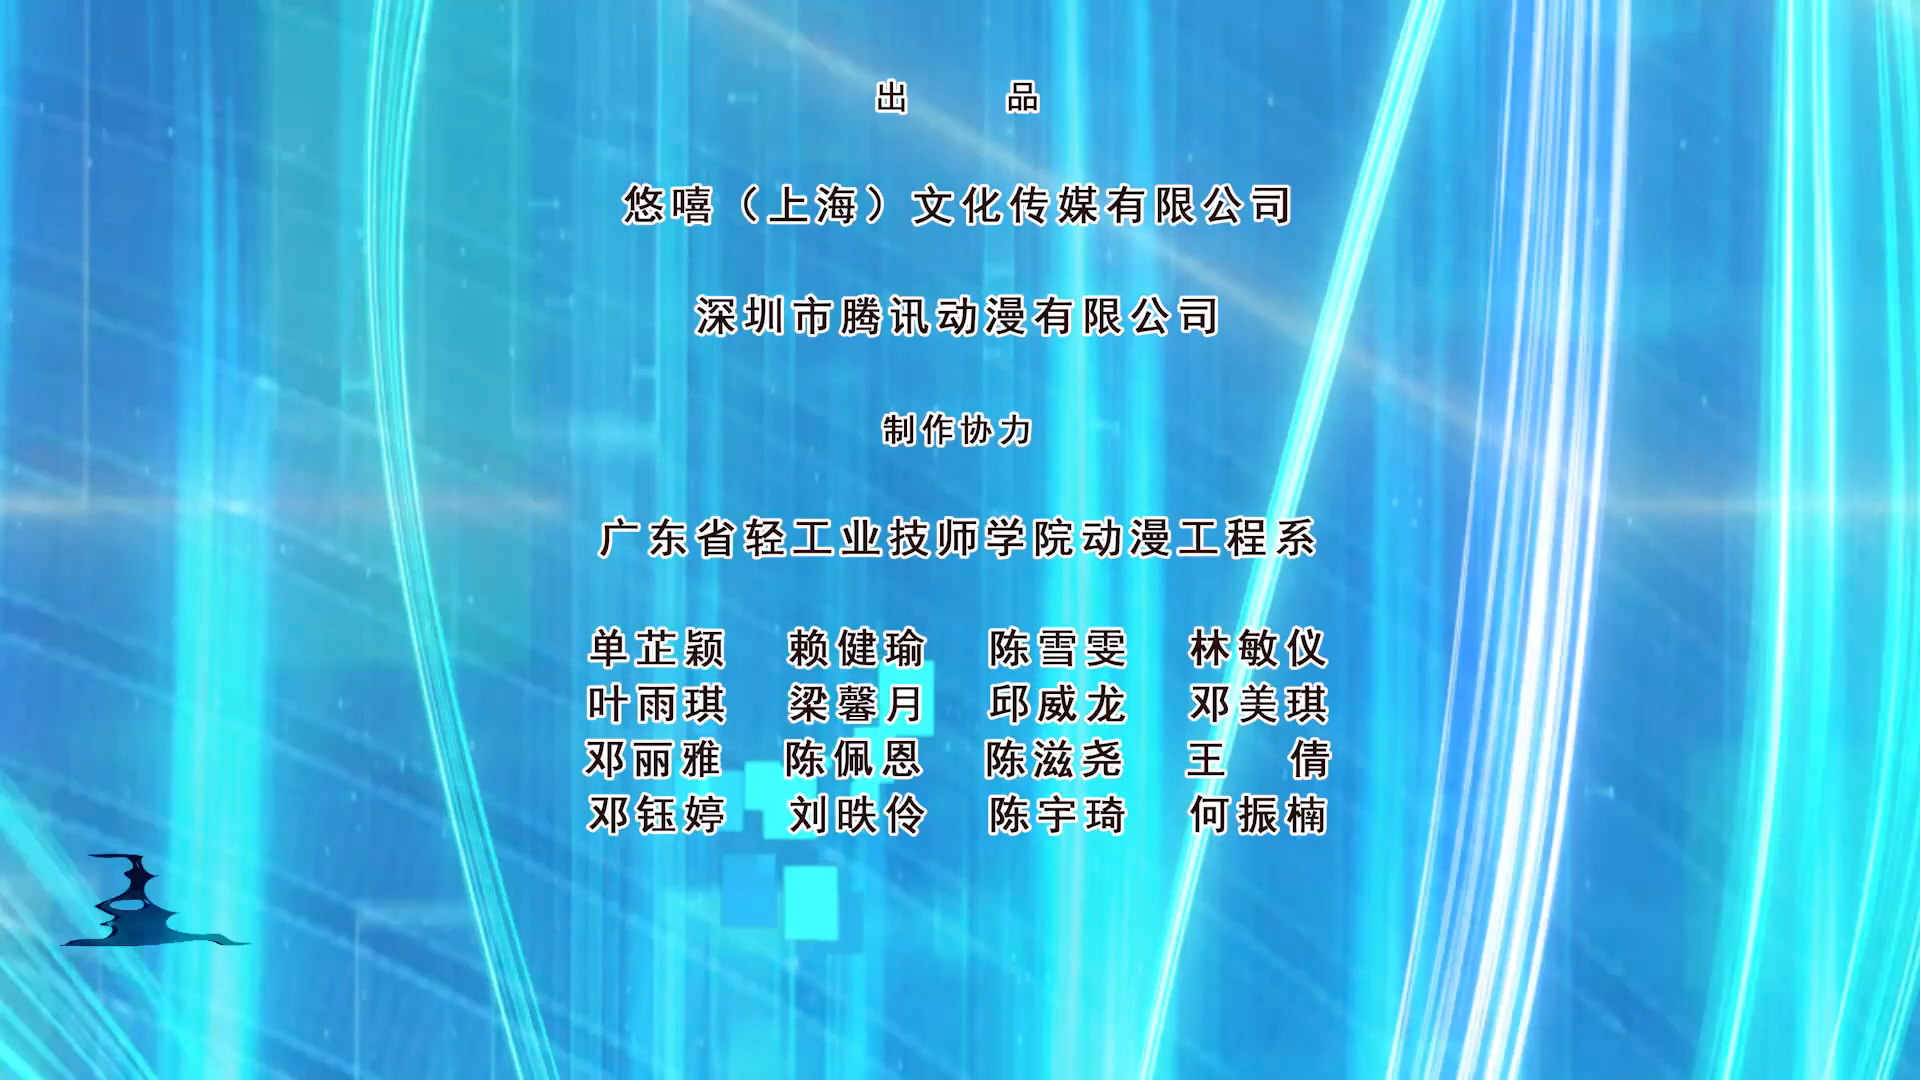 出 品
悠嘻（上海）文化传媒有限公司
深圳市腾讯动漫有限公司
制作协力
广东省轻工业技师学院动漫工程系
单芷颖 赖健瑜 陈雪雯 林敏仪
叶雨琪 梁馨月 邱威龙 邓美琪
邓丽雅 陈佩恩 陈滋尧 王 倩
邓钰婷 刘昳伶 陈宇琦 何振楠